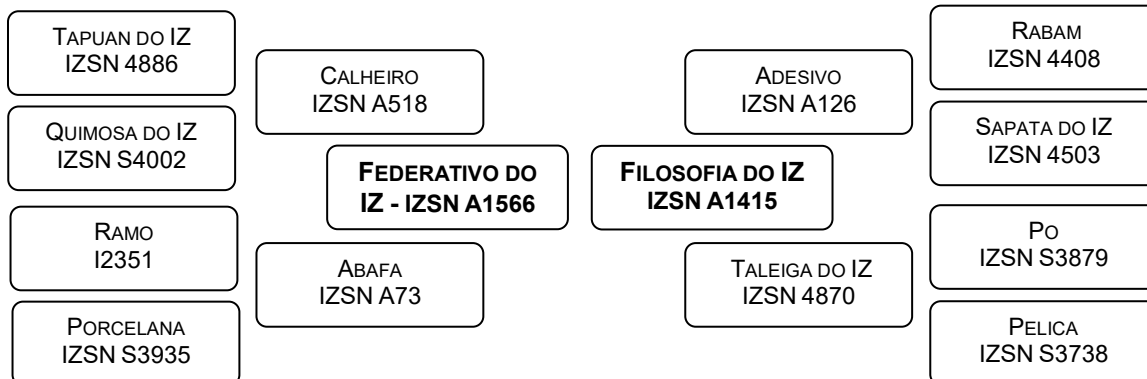 TAPUAN DO IZ
IZSN 4886
QUIMOSA DO IZ
IZSN S4002
RAMO
I2351
PORCELANA
IZSN S3935
CALHEIRO
IZSN A518
ABAFA
IZSN A73
FEDERATIVO DO
IZ - IZSN A1566
FILOSOFIA DO IZ
IZSN A1415
ADESIVO
IZSN A126
TALEIGA DO IZ
IZSN 4870
RABAM
IZSN 4408
SAPATA DO IZ
IZSN 4503
PO
IZSN S3879
PELICA
IZSN S3738